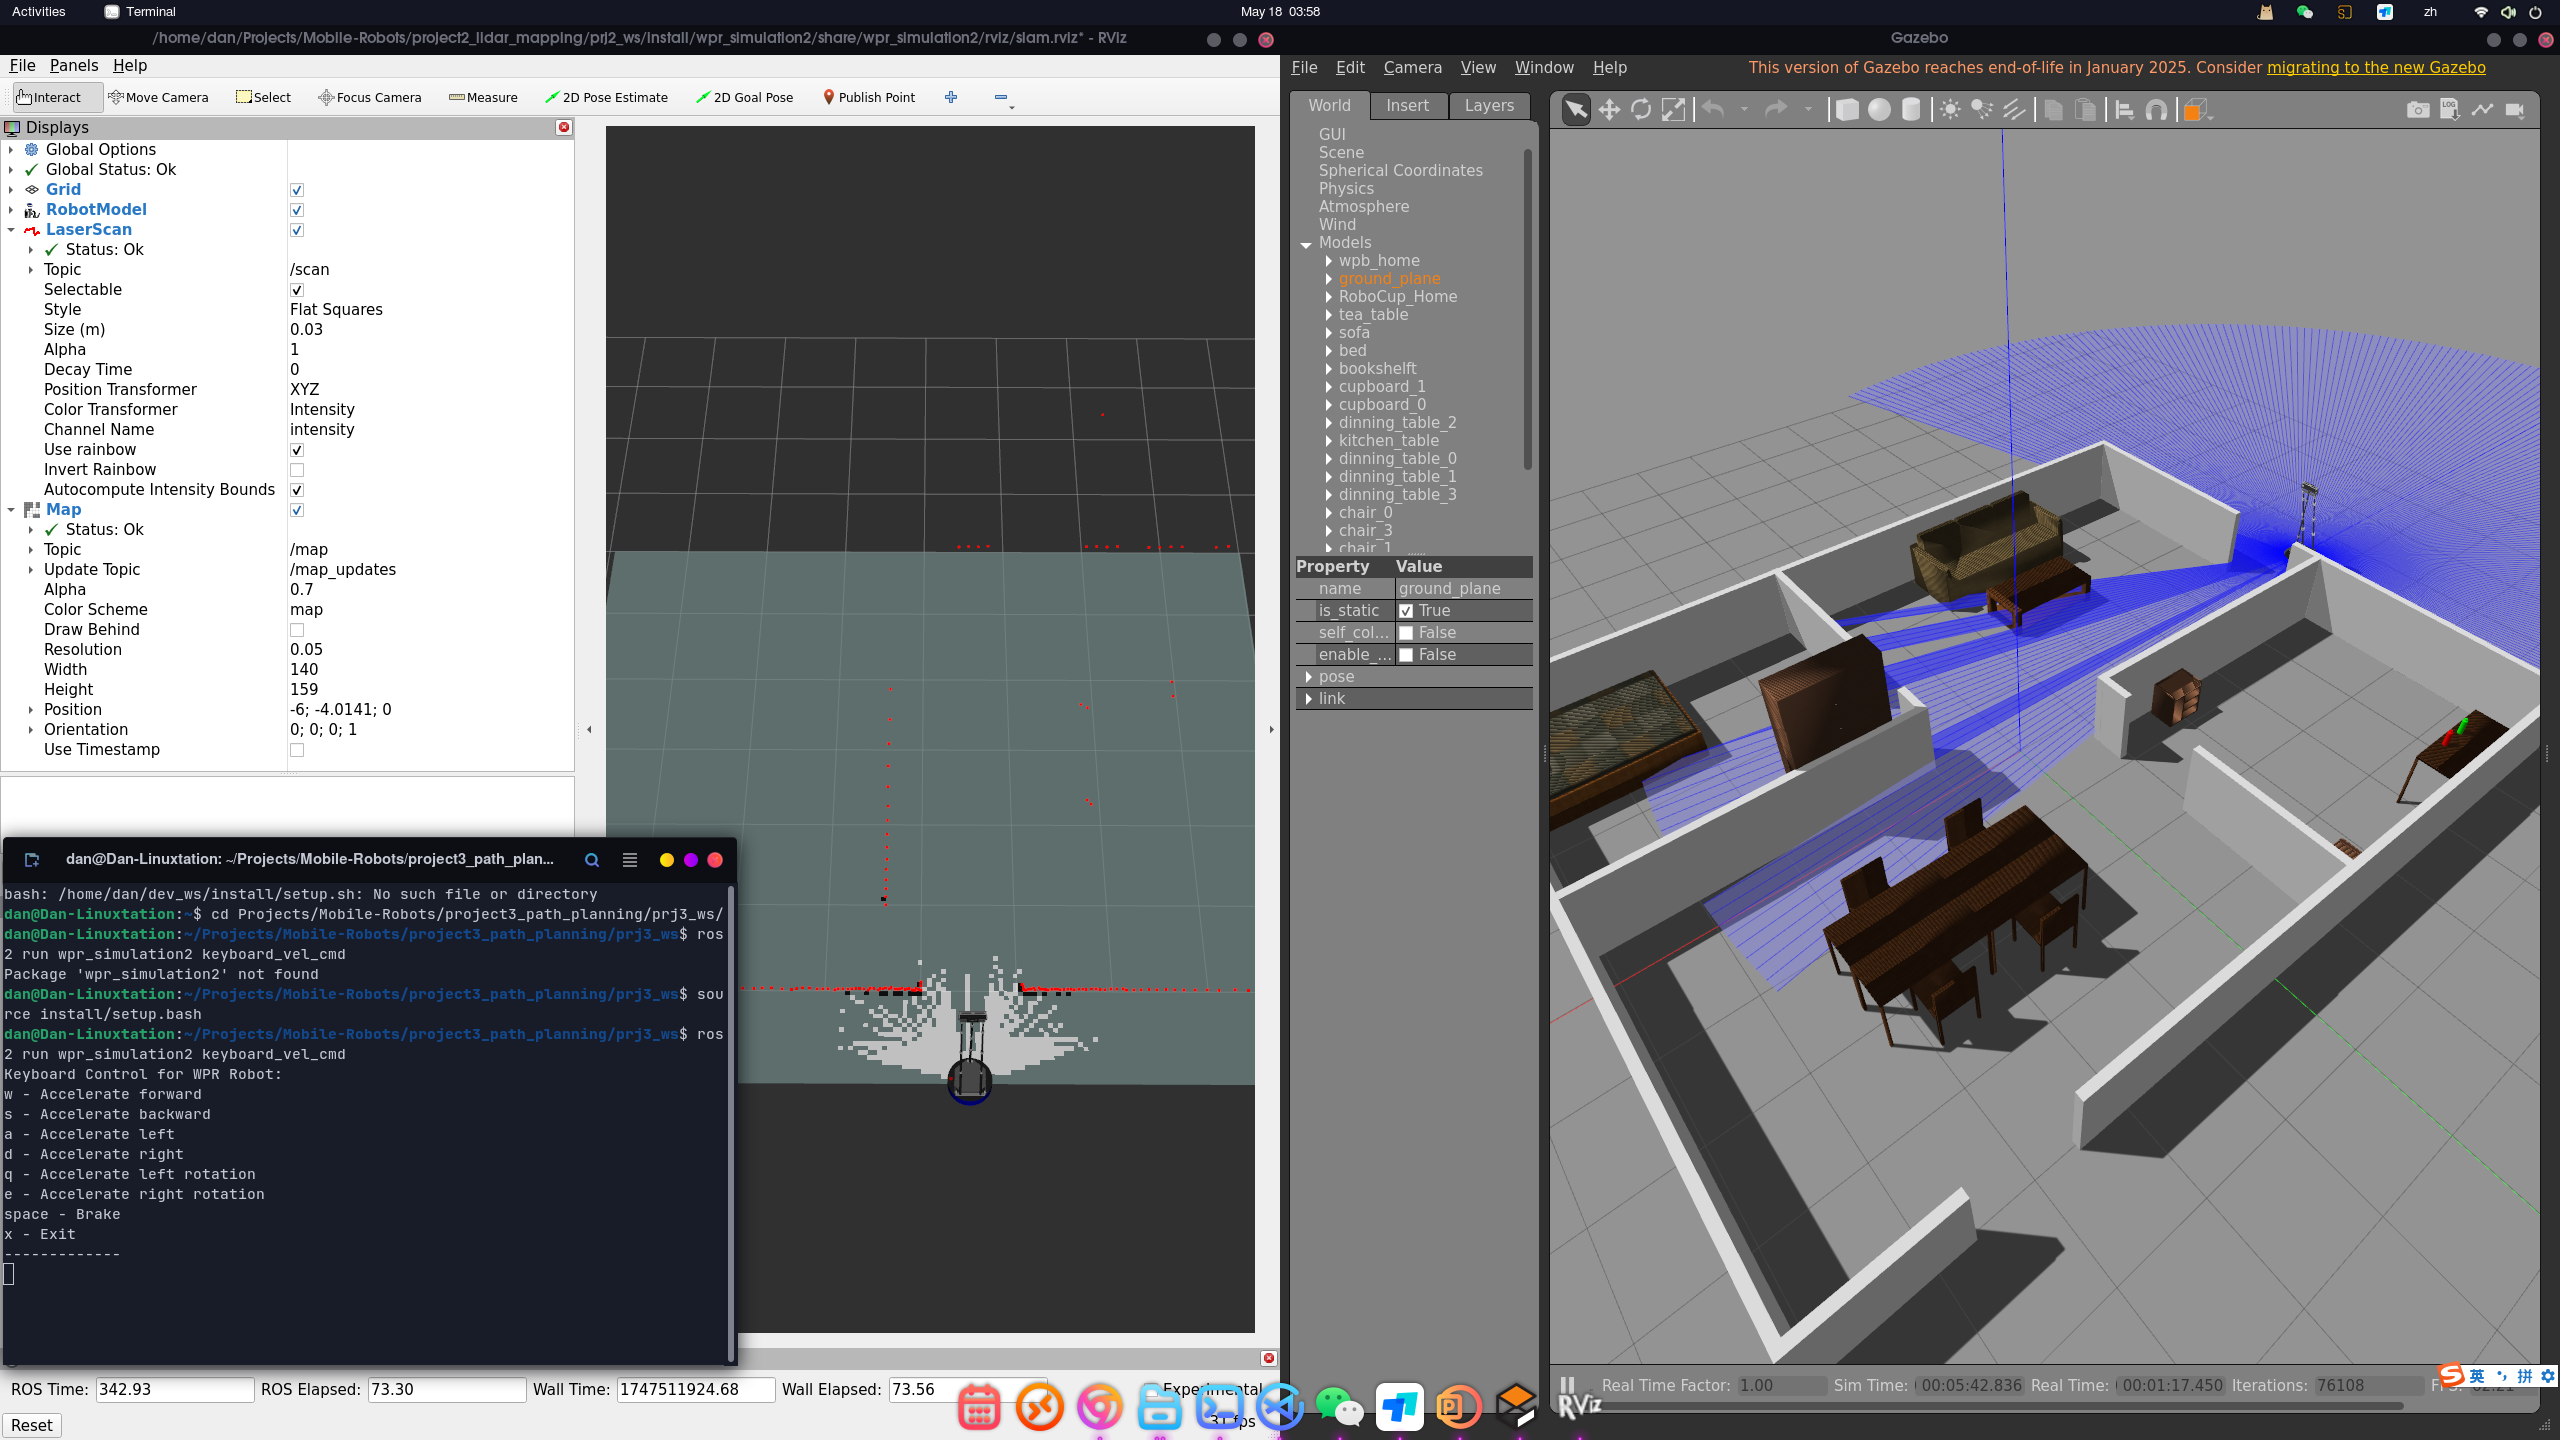 Activities
Terminal
May 18 03:58
zh
/home/dan/Projects/Mobile-Robots/project2_lidar_mapping/prj2_ws/install/wpr_simulation2/share/wpr_simulation2/rviz/slam.rviz* - RViz
File Panels Help
Interact
Move Camera
Select
Focus Camera
Measure
2D Pose Estimate
2D Goal Pose
Publish Point
Displays
Global Options
Global Status: Ok
Grid
RobotModel
LaserScan
Status: Ok
Topic /scan
Selectable
Style Flat Squares
Size (m) 0.03
Alpha 1
Decay Time 0
Position Transformer XYZ
Color Transformer Intensity
Channel Name intensity
Use rainbow
Invert Rainbow
Autocompute Intensity Bounds
Map
Status: Ok
Topic /map
Update Topic /map_updates
Alpha 0.7
Color Scheme map
Draw Behind
Resolution 0.05
Width 140
Height 159
Position -6; -4.0141; 0
Orientation 0; 0; 0; 1
Use Timestamp
dan@Dan-Linuxtation: ~/Projects/Mobile-Robots/project3_path_plan...
bash: /home/dan/dev_ws/install/setup.sh: No such file or directory
dan@Dan-Linuxtation:~$ cd Projects/Mobile-Robots/project3_path_planning/prj3_ws/
dan@Dan-Linuxtation:~/Projects/Mobile-Robots/project3_path_planning/prj3_ws$ ros
2 run wpr_simulation2 keyboard_vel_cmd
Package 'wpr_simulation2' not found
dan@Dan-Linuxtation:~/Projects/Mobile-Robots/project3_path_planning/prj3_ws$ sou
rce install/setup.bash
dan@Dan-Linuxtation:~/Projects/Mobile-Robots/project3_path_planning/prj3_ws$ ros
2 run wpr_simulation2 keyboard_vel_cmd
Keyboard Control for WPR Robot:
w - Accelerate forward
s - Accelerate backward
a - Accelerate left
d - Accelerate right
q - Accelerate left rotation
e - Accelerate right rotation
space - Brake
x - Exit
-------------
ROS Time: 342.93
ROS Elapsed: 73.30
Wall Time: 1747511924.68
Wall Elapsed: 73.56
Experimental
Reset
31 fps
Gazebo
File Edit Camera View Window Help
This version of Gazebo reaches end-of-life in January 2025. Consider migrating to the new Gazebo
World Insert Layers
LOG
GUI
Scene
Spherical Coordinates
Physics
Atmosphere
Wind
Models
wpb_home
ground_plane
RoboCup_Home
tea_table
sofa
bed
bookshelft
cupboard_1
cupboard_0
dinning_table_2
kitchen_table
dinning_table_0
dinning_table_1
dinning_table_3
chair_0
chair_3
chair_1
Property Value
name ground_plane
is_static True
self_col... False
enable_... False
pose
link
RViz
Real Time Factor: 1.00
Sim Time: 00:05:42.836
Real Time: 00:01:17.450
Iterations: 76108
英
拼